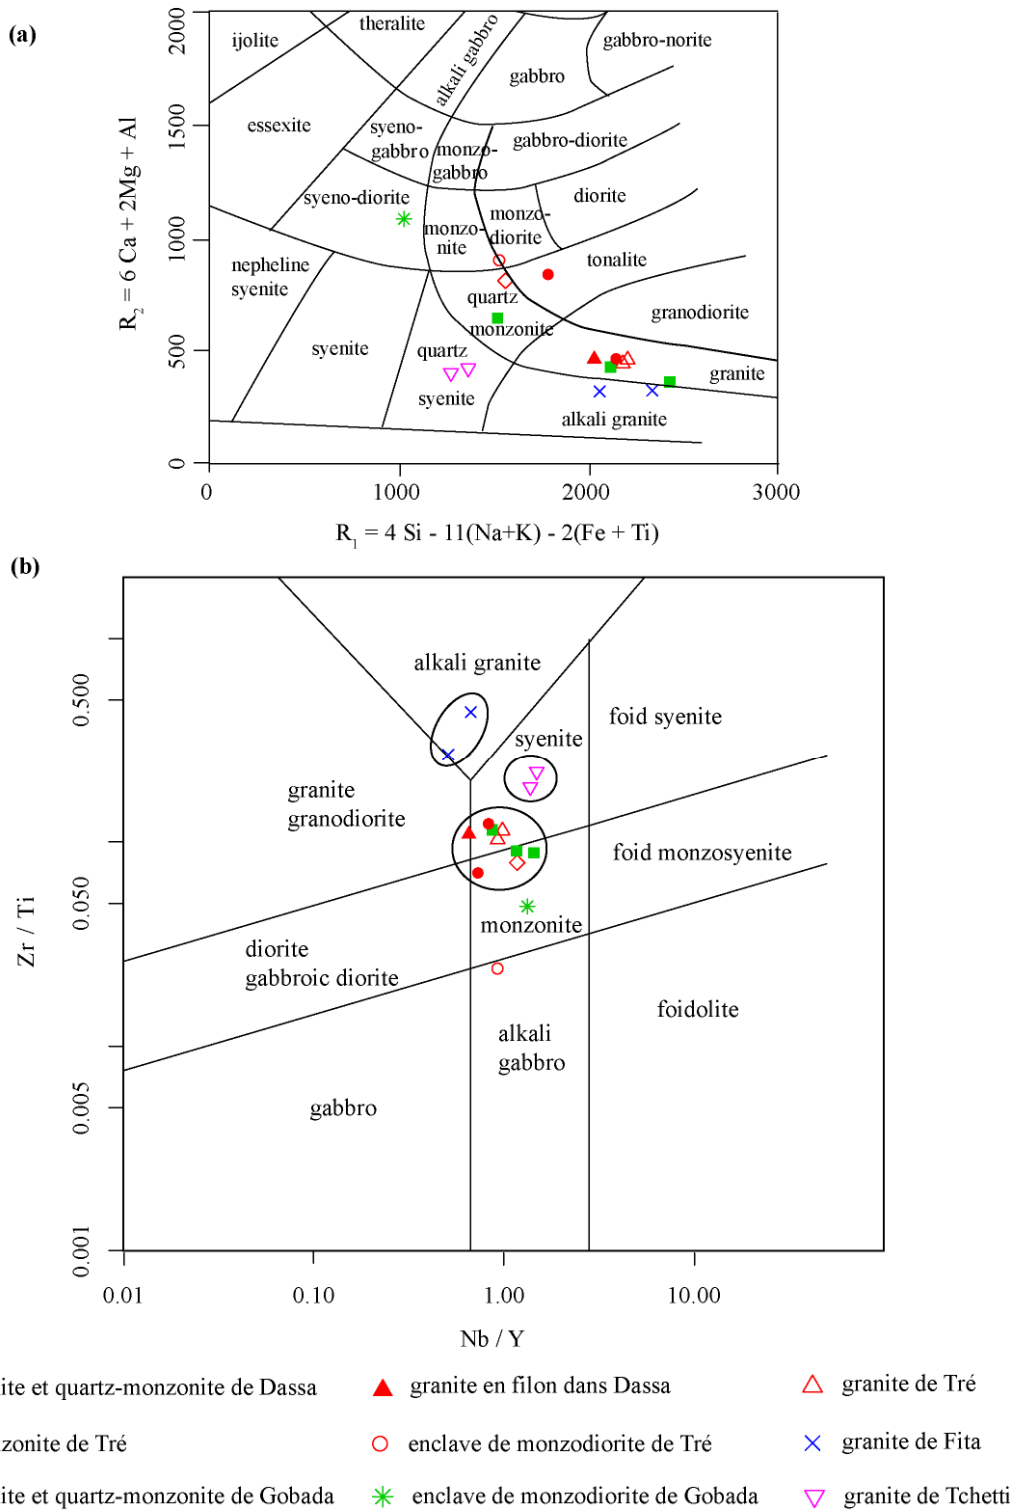 (a)
2000
1500
1000
500
0
R2 = 6 Ca + 2Mg + Al
ijolite
theralite
alkali gabbro
gabbro-norite
gabbro
essexite
syeno-
gabbro
monzo-
gabbro
gabbro-diorite
syeno-diorite
monzo-
nite
monzo-
diorite
diorite
nepheline
syenite
tonalite
quartz
monzonite
granodiorite
syenite
quartz
syenite
granite
alkali granite
0
1000
2000
3000
R1 = 4 Si - 11(Na+K) - 2(Fe + Ti)
(b)
0.500
0.050
0.005
0.001
Zr / Ti
alkali granite
foid syenite
syenite
granite
granodiorite
foid monzosyenite
monzonite
diorite
gabbroic diorite
foidolite
alkali
gabbro
gabbro
0.01
0.10
1.00
10.00
Nb / Y
ite et quartz-monzonite de Dassa
granite en filon dans Dassa
granite de Tré
zonite de Tré
enclave de monzodiorite de Tré
granite de Fita
ite et quartz-monzonite de Gobada
enclave de monzodiorite de Gobada
granite de Tchetti